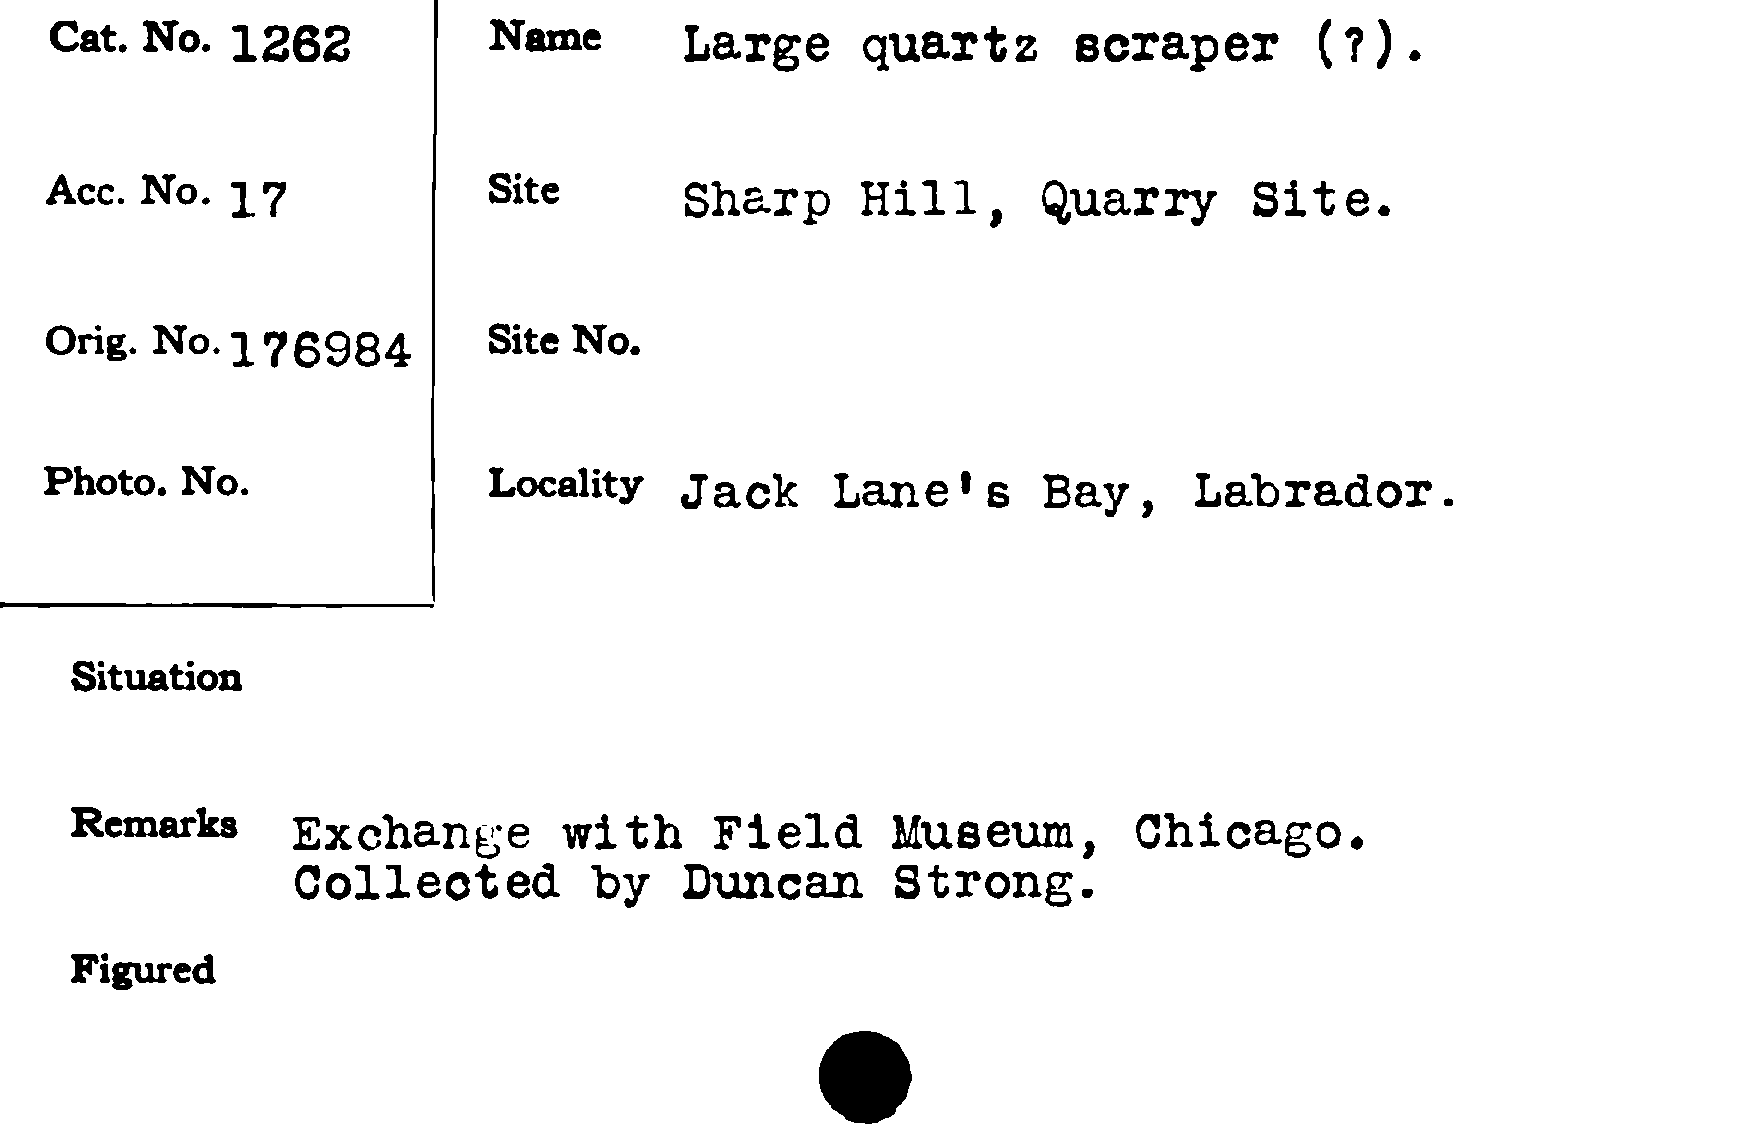 Cat. No. 1262
Name Large quartz scraper (?).
Acc. No. 17
Site Sharp Hill, Quarry Site.
Orig. No. 176984
Site No.
Photo. No.
Locality Jack Lane's Bay, Labrador.
Situation
Remarks Exchange with Field Museum, Chicago.
Collected by Duncan Strong.
Figured